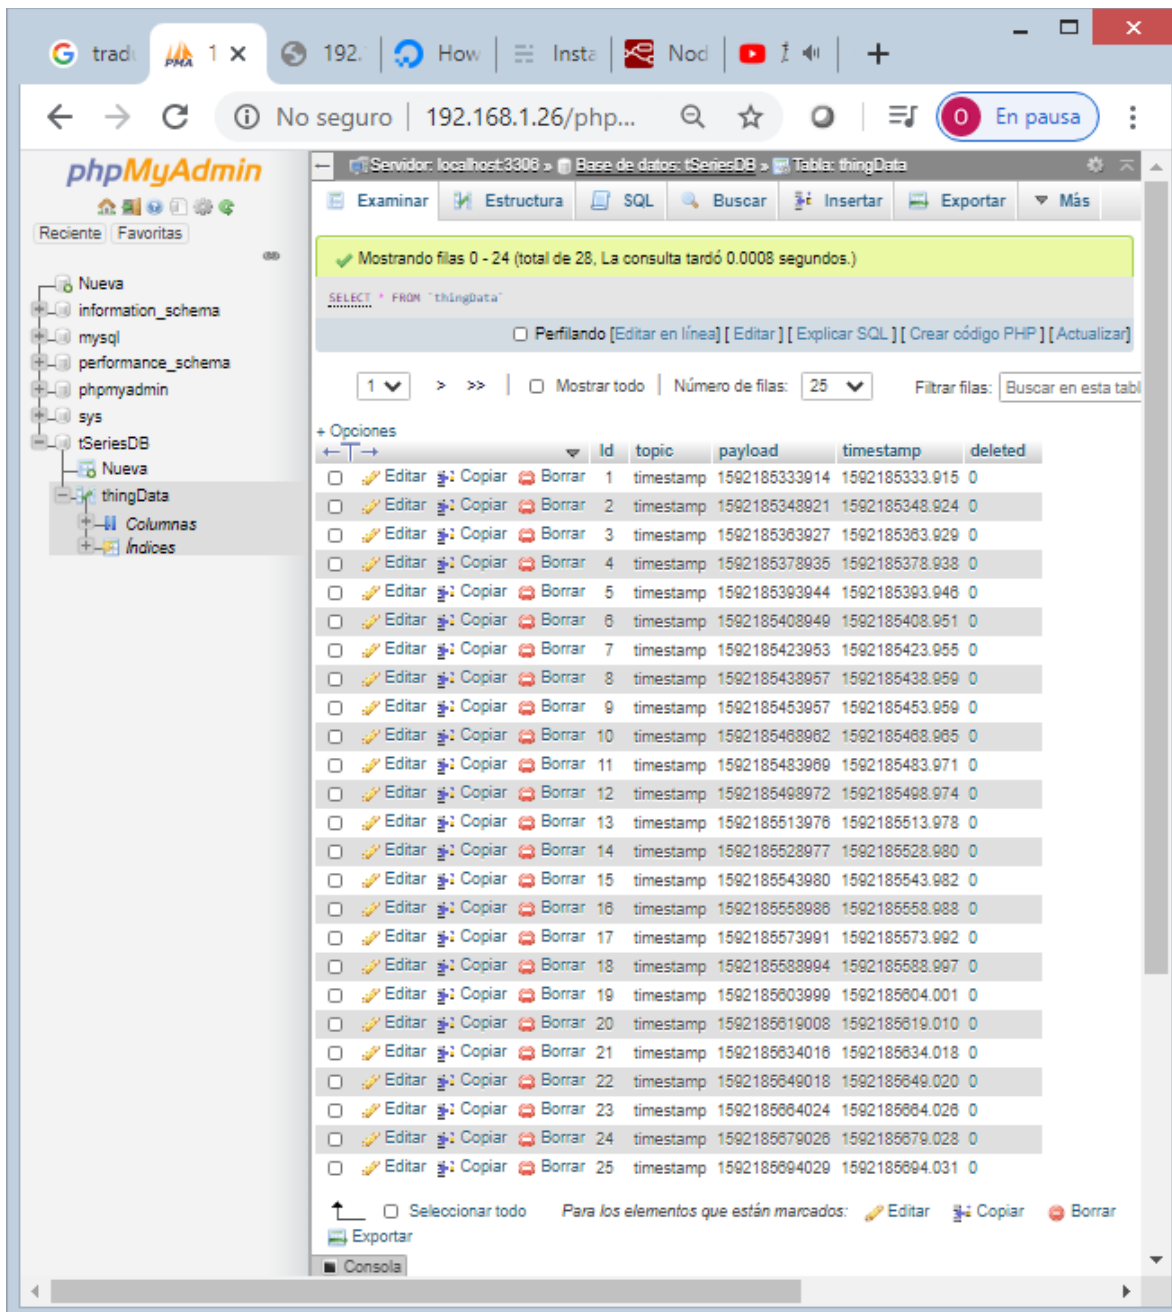 tradu 1 192. How Insta Nod
No seguro 192.168.1.26/php... O En pausa
phpMyAdmin
Reciente Favoritas
Nueva
information_schema
mysql
performance_schema
phpmyadmin
sys
tSeriesDB
Nueva
thingData
Columnas
Índices
Servidor: localhost:3306 » Base de datos: tSeriesDB » Tabla: thingData
Examinar Estructura SQL Buscar Insertar Exportar Más
Mostrando filas 0 - 24 (total de 28, La consulta tardó 0.0008 segundos.)
SELECT * FROM `thingData`
Perfilando [Editar en línea] [ Editar ] [ Explicar SQL ] [ Crear código PHP ] [ Actualizar]
1 > >> Mostrar todo Número de filas: 25 Filtrar filas: Buscar en esta tabl
+ Opciones
←T→ Id topic payload timestamp deleted
Editar Copiar Borrar 1 timestamp 1592185333914 1592185333.915 0
Editar Copiar Borrar 2 timestamp 1592185348921 1592185348.924 0
Editar Copiar Borrar 3 timestamp 1592185363927 1592185363.929 0
Editar Copiar Borrar 4 timestamp 1592185378935 1592185378.938 0
Editar Copiar Borrar 5 timestamp 1592185393944 1592185393.946 0
Editar Copiar Borrar 6 timestamp 1592185408949 1592185408.951 0
Editar Copiar Borrar 7 timestamp 1592185423953 1592185423.955 0
Editar Copiar Borrar 8 timestamp 1592185438957 1592185438.959 0
Editar Copiar Borrar 9 timestamp 1592185453957 1592185453.959 0
Editar Copiar Borrar 10 timestamp 1592185468962 1592185468.965 0
Editar Copiar Borrar 11 timestamp 1592185483969 1592185483.971 0
Editar Copiar Borrar 12 timestamp 1592185498972 1592185498.974 0
Editar Copiar Borrar 13 timestamp 1592185513976 1592185513.978 0
Editar Copiar Borrar 14 timestamp 1592185528977 1592185528.980 0
Editar Copiar Borrar 15 timestamp 1592185543980 1592185543.982 0
Editar Copiar Borrar 16 timestamp 1592185558986 1592185558.988 0
Editar Copiar Borrar 17 timestamp 1592185573991 1592185573.992 0
Editar Copiar Borrar 18 timestamp 1592185588994 1592185588.997 0
Editar Copiar Borrar 19 timestamp 1592185603999 1592185604.001 0
Editar Copiar Borrar 20 timestamp 1592185619008 1592185619.010 0
Editar Copiar Borrar 21 timestamp 1592185634016 1592185634.018 0
Editar Copiar Borrar 22 timestamp 1592185649018 1592185649.020 0
Editar Copiar Borrar 23 timestamp 1592185664024 1592185664.026 0
Editar Copiar Borrar 24 timestamp 1592185679026 1592185679.028 0
Editar Copiar Borrar 25 timestamp 1592185694029 1592185694.031 0
Seleccionar todo Para los elementos que están marcados: Editar Copiar Borrar
Exportar
Consola